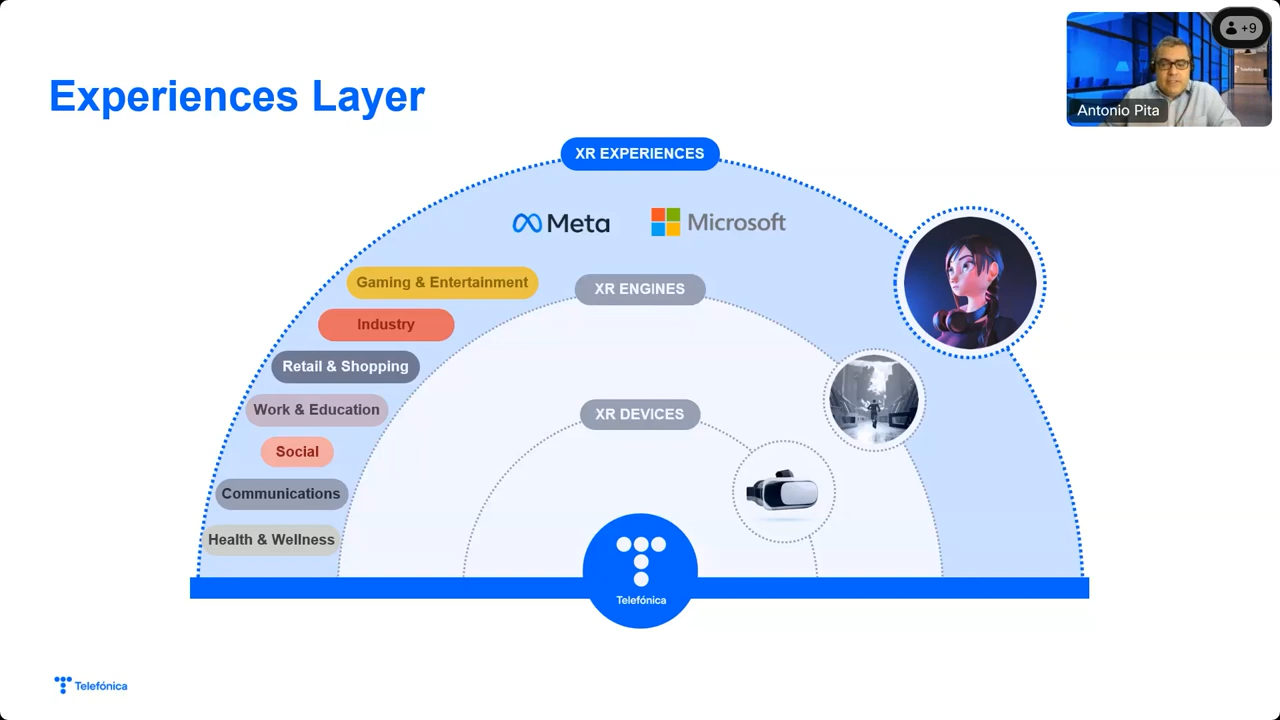 Experiences Layer
+9
Telefónica
Antonio Pita
XR EXPERIENCES
Meta
Microsoft
Gaming & Entertainment
XR ENGINES
Industry
Retail & Shopping
Work & Education
XR DEVICES
Social
Communications
Health & Wellness
Telefónica
Telefónica